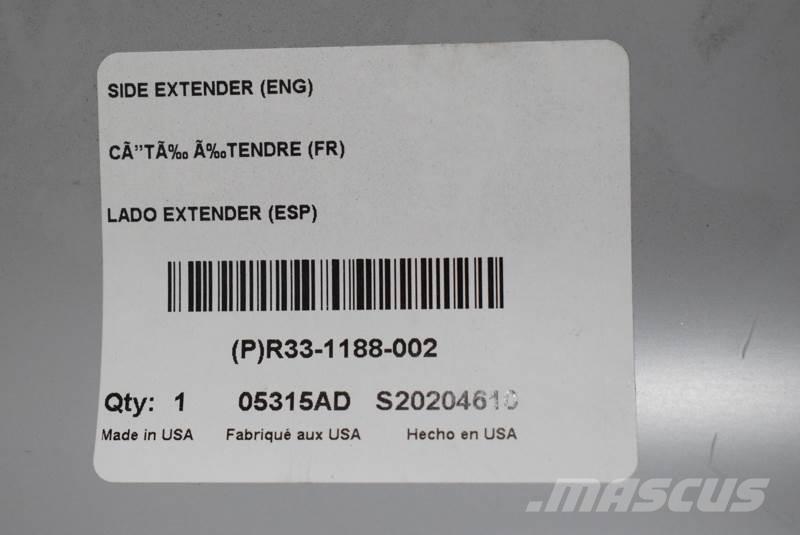 SIDE EXTENDER (ENG)
CÃ”TÃ‰ Ã‰TENDRE (FR)
LADO EXTENDER (ESP)
(P)R33-1188-002
Qty: 1 05315AD S20204610
Made in USA Fabriqué aux USA Hecho en USA
MASCUS